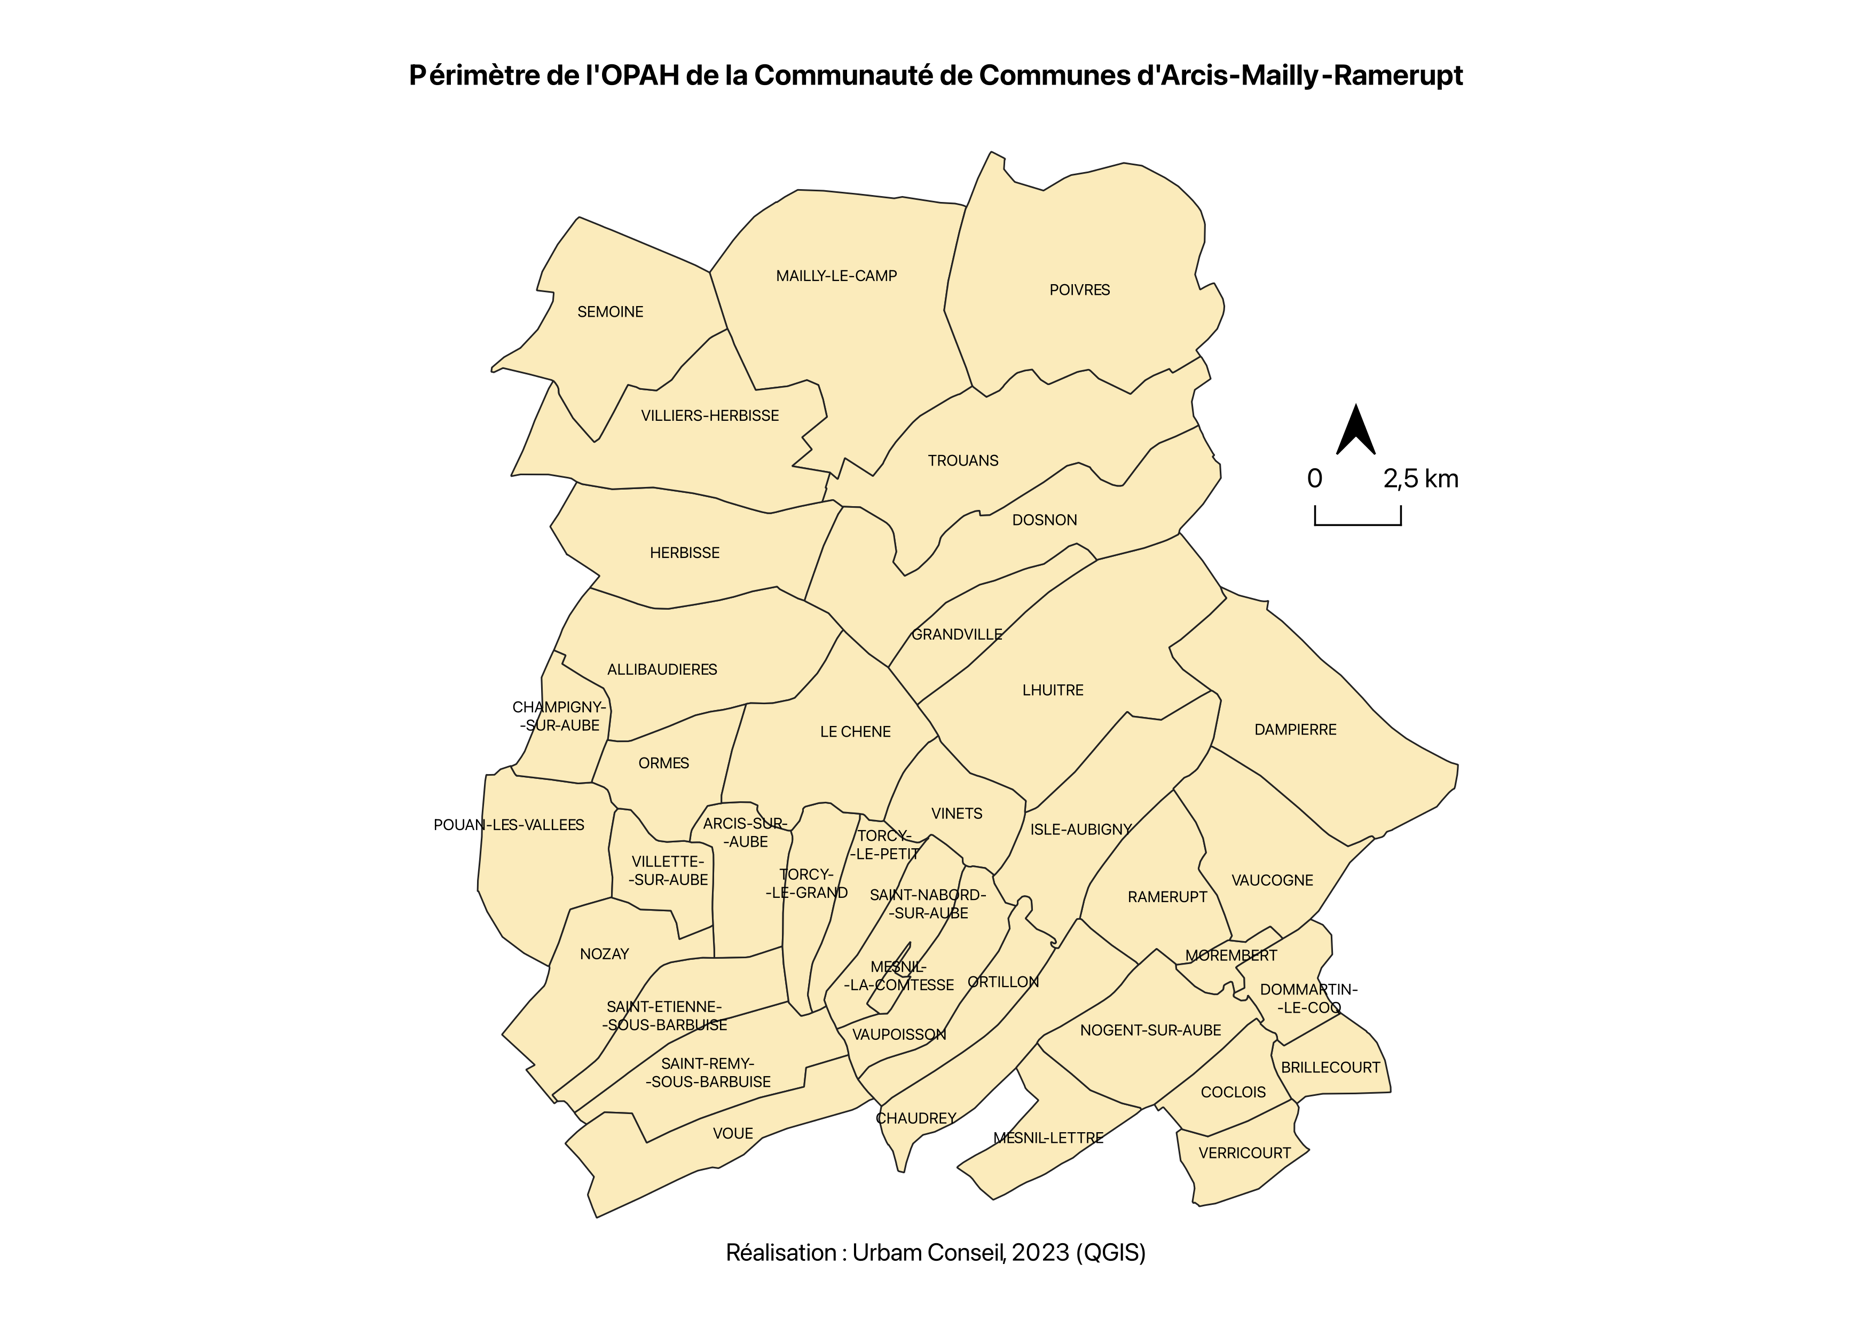 Périmètre de l'OPAH de la Communauté de Communes d'Arcis-Mailly-Ramerupt
MAILLY-LE-CAMP
POIVRES
SEMOINE
VILLIERS-HERBISSE
TROUANS
0 2,5 km
DOSNON
HERBISSE
GRANDVILLE
ALLIBAUDIERES
LHUITRE
CHAMPIGNY-
-SUR-AUBE
LE CHENE
DAMPIERRE
ORMES
VINETS
POUAN-LES-VALLEES
ARCIS-SUR-
-AUBE
ISLE-AUBIGNY
TORCY-
-LE-PETIT
VILLETTE-
-SUR-AUBE
TORCY-
-LE-GRAND
VAUCOGNE
SAINT-NABORD-
-SUR-AUBE
RAMERUPT
NOZAY
MOREMBERT
MESNIL-
-LA-COMTESSE
ORTILLON
DOMMARTIN-
-LE-COQ
SAINT-ETIENNE-
-SOUS-BARBUISE
VAUPOISSON
NOGENT-SUR-AUBE
SAINT-REMY-
-SOUS-BARBUISE
BRILLECOURT
COCLOIS
CHAUDREY
VOUE
MESNIL-LETTRE
VERRICOURT
Réalisation : Urbam Conseil, 2023 (QGIS)